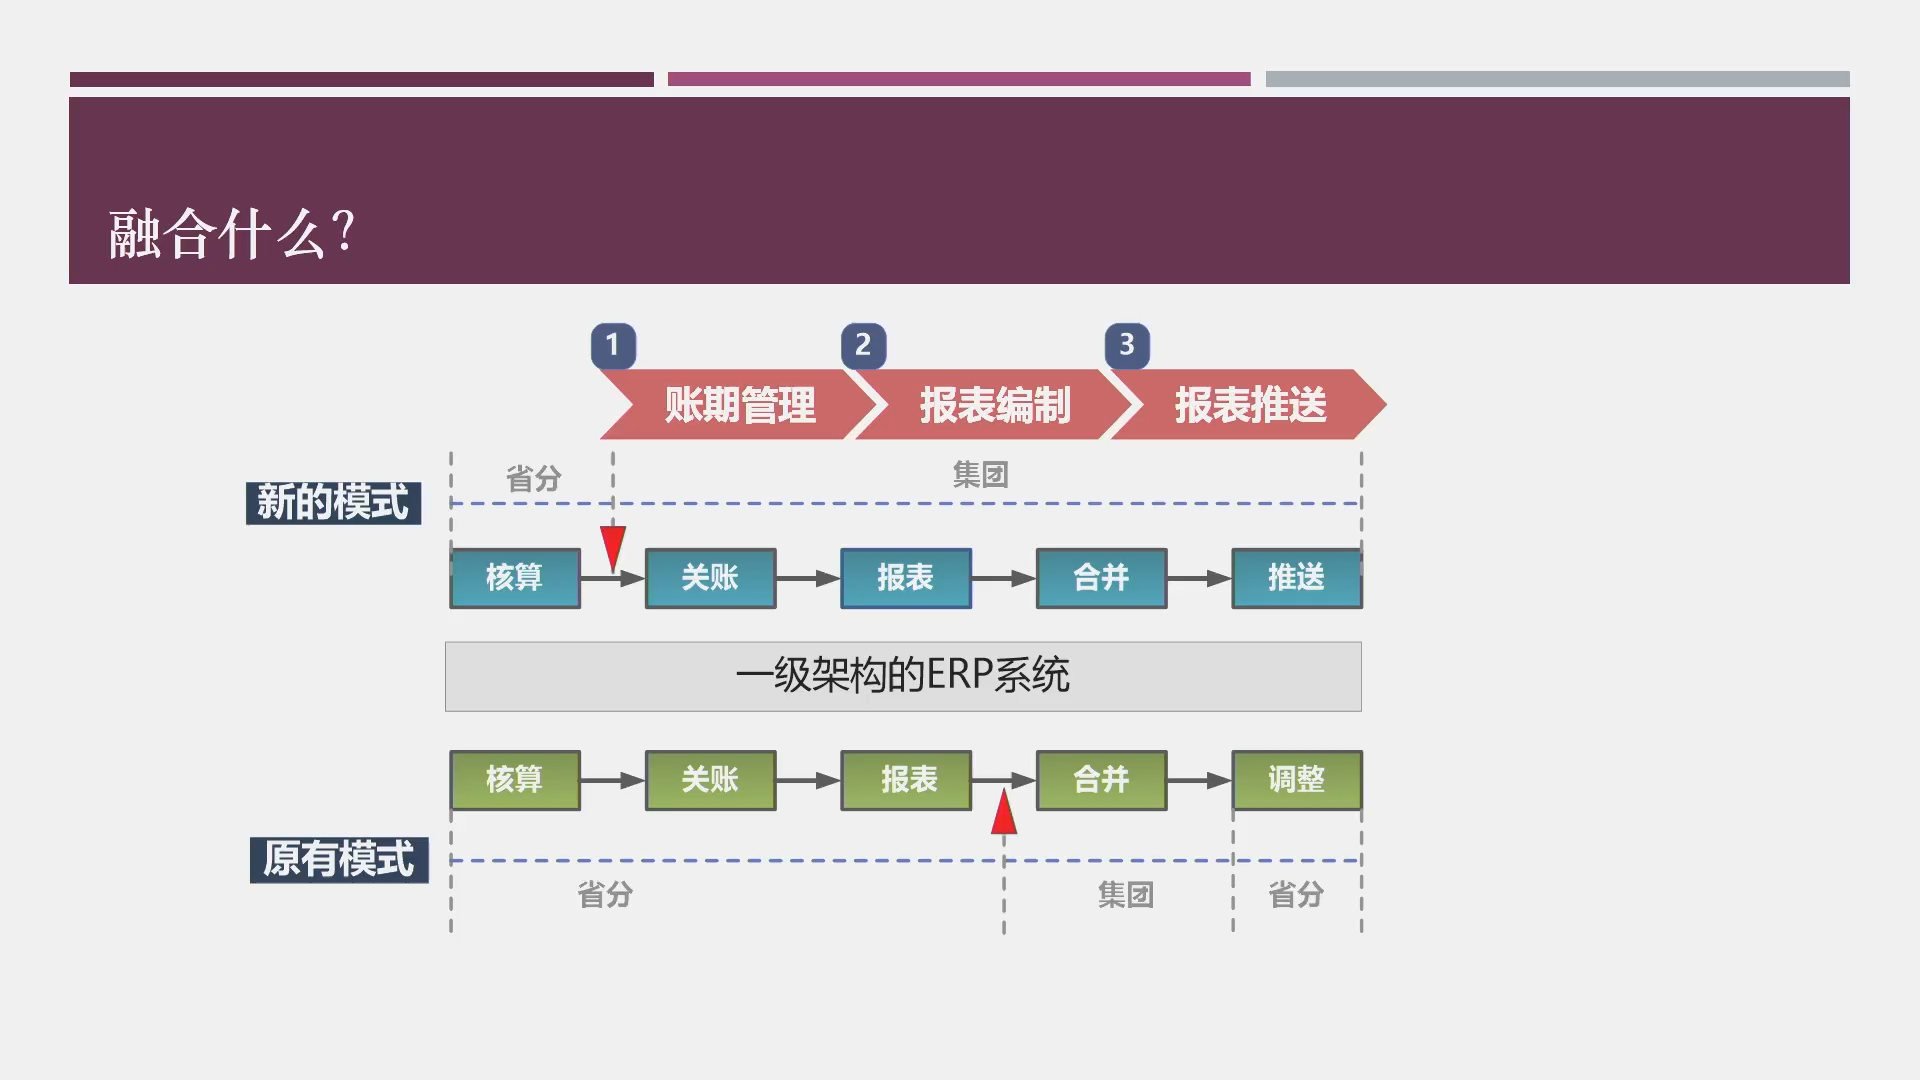 融合什么？
1
2
3
账期管理
报表编制
报表推送
省分
集团
新的模式
核算
关账
报表
合并
推送
一级架构的ERP系统
核算
关账
报表
合并
调整
原有模式
省分
集团
省分